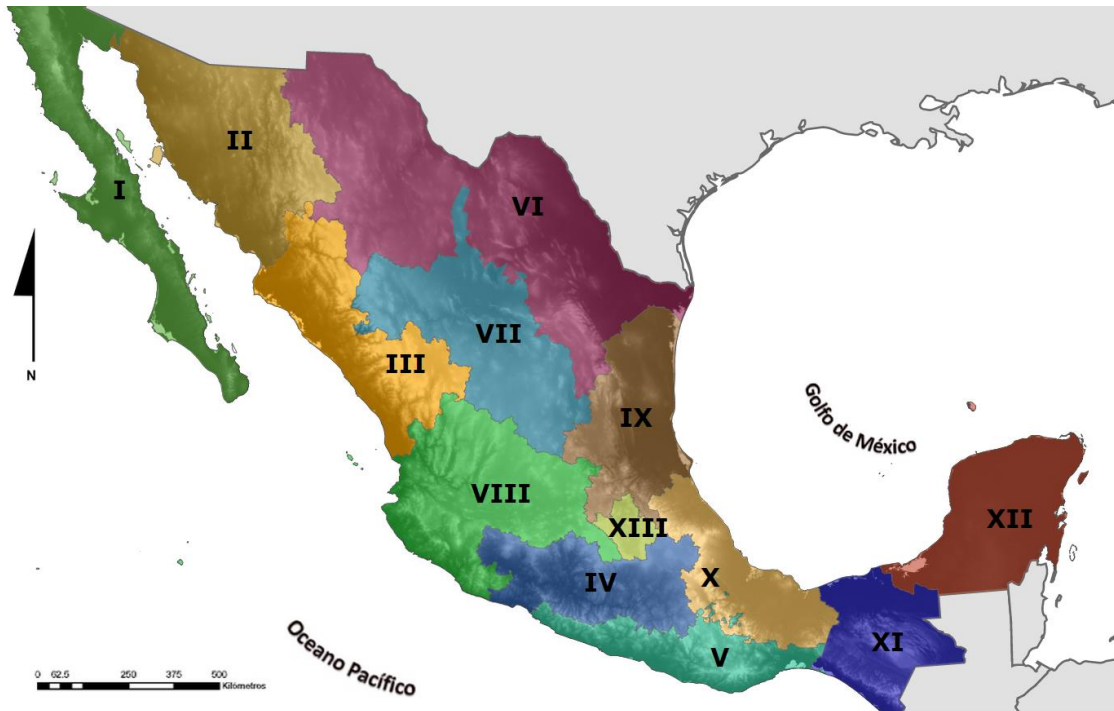 II
I
VI
VII
III
IX
Golfo de México
VIII
XIII
XII
IV
X
XI
V
Oceano Pacífico
N
0 62.5 250 375 500
Kilómetros